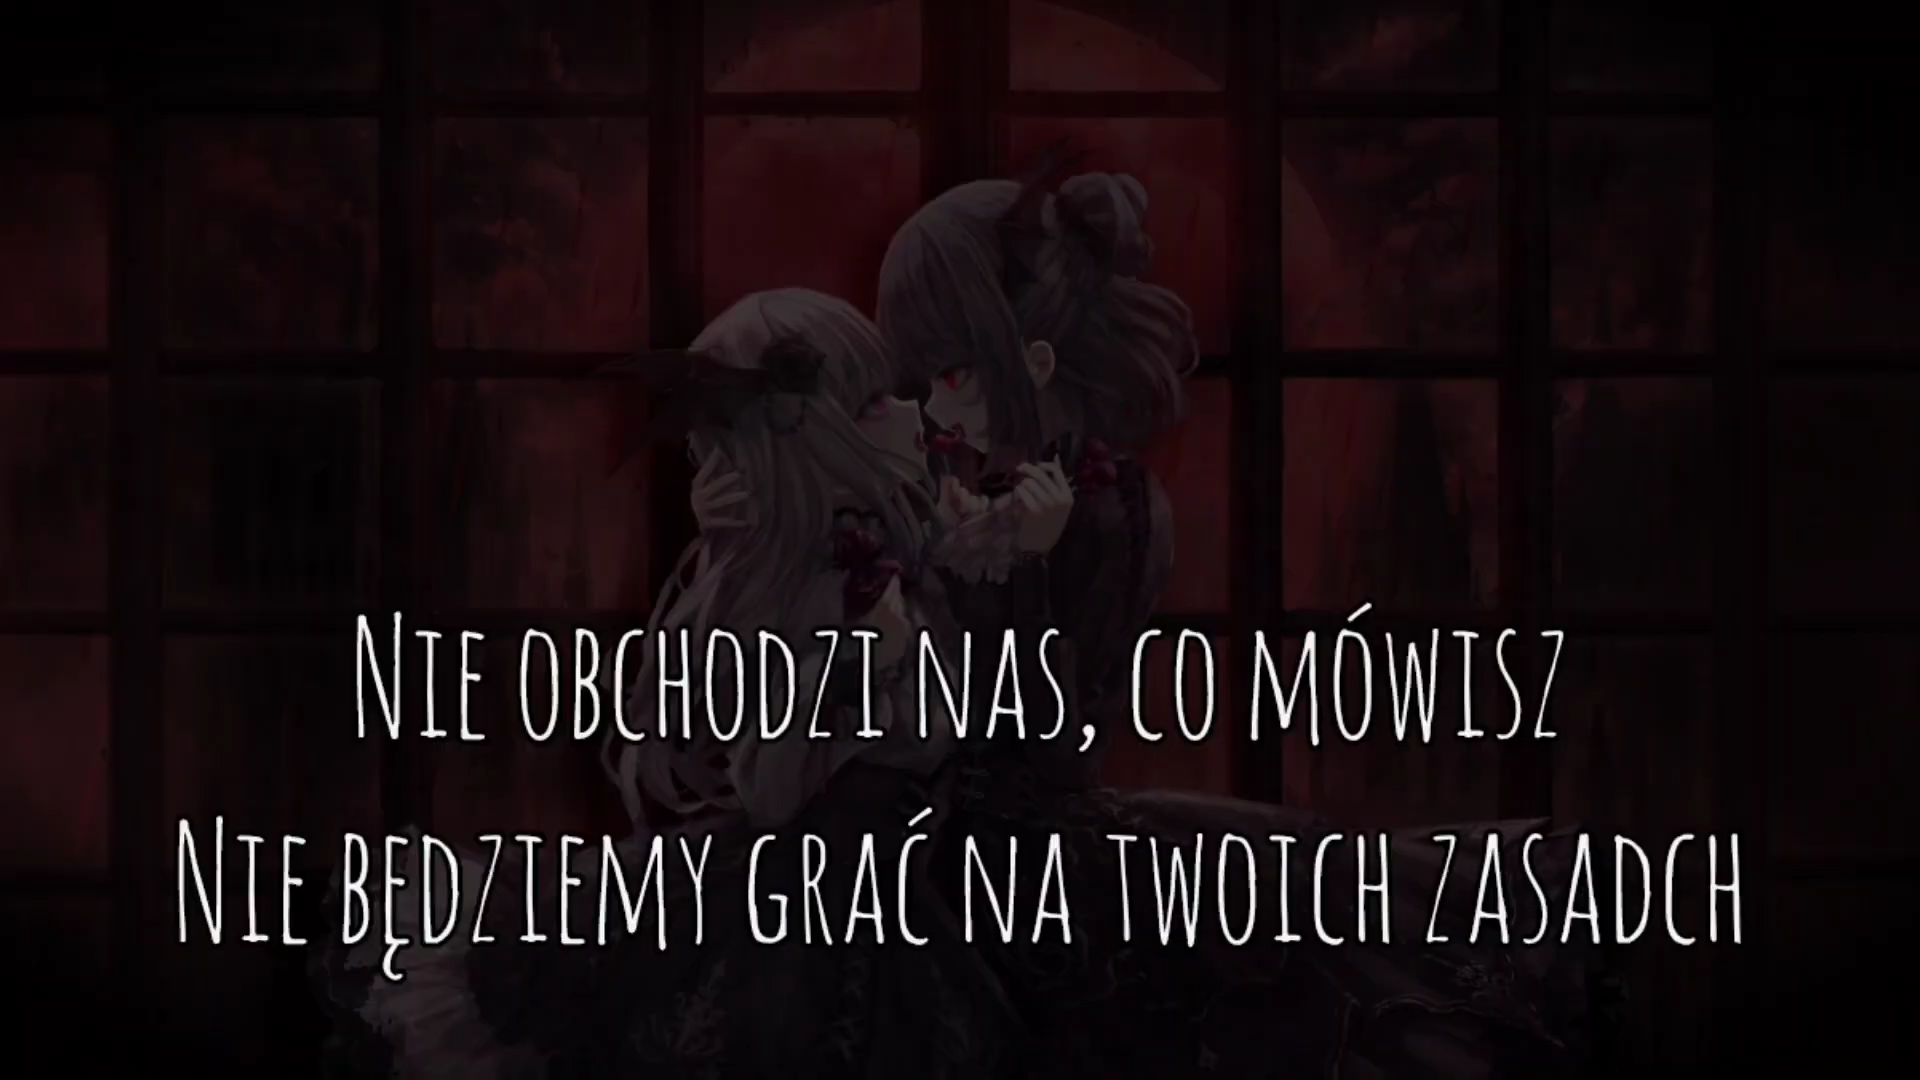 Nie obchodzi nas, co mówisz
Nie będziemy grać na twoich zasadch